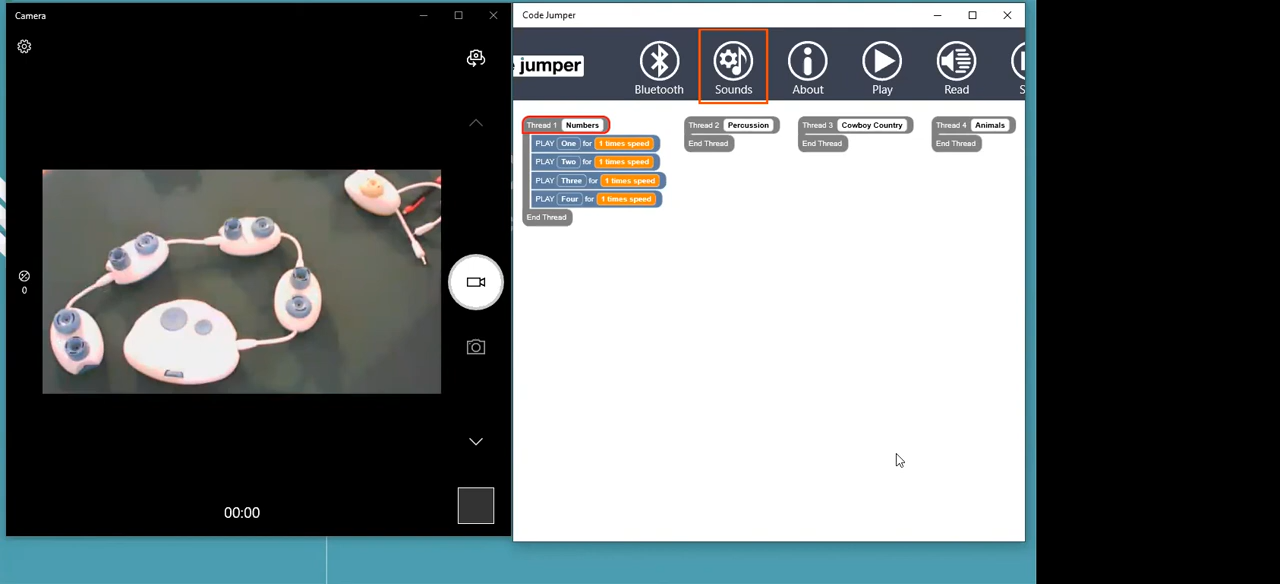 Camera
0
00:00
Code Jumper
jumper
Bluetooth
Sounds
About
Play
Read
S
Thread 1 Numbers
PLAY One for 1 times speed
PLAY Two for 1 times speed
PLAY Three for 1 times speed
PLAY Four for 1 times speed
End Thread
Thread 2 Percussion
End Thread
Thread 3 Cowboy Country
End Thread
Thread 4 Animals
End Thread